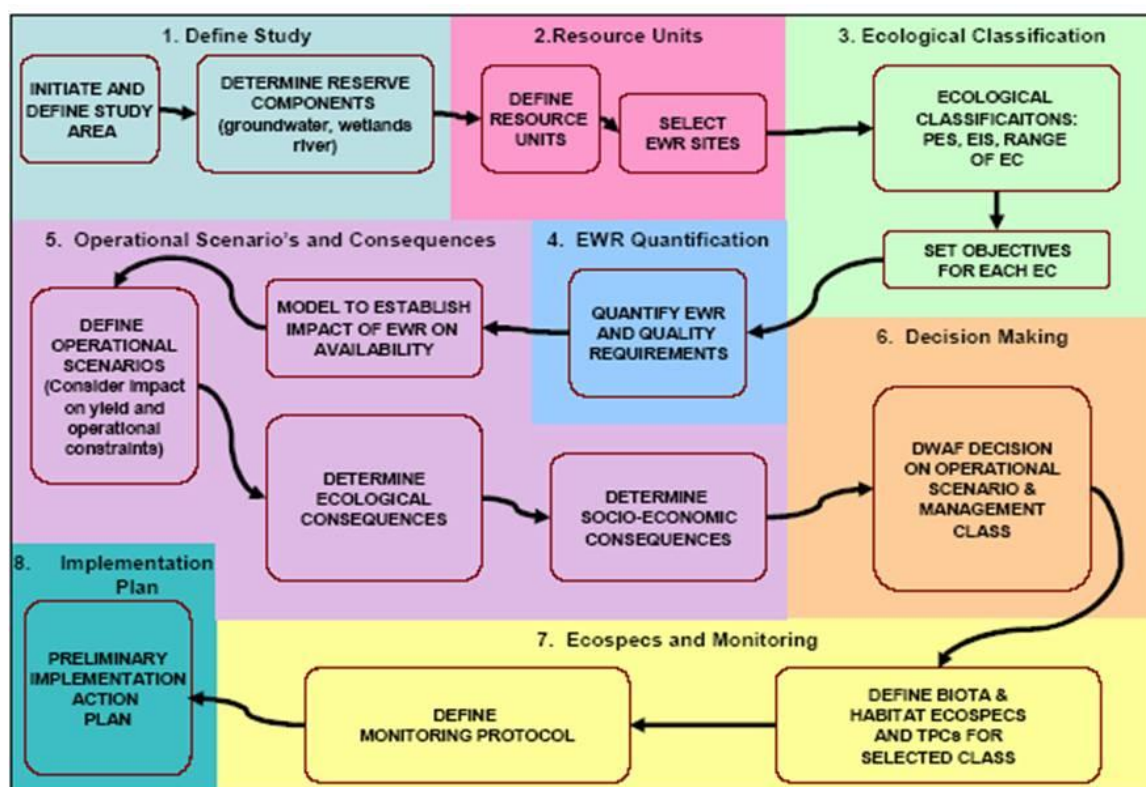 1. Define Study
INITIATE AND
DEFINE STUDY
AREA
DETERMINE RESERVE
COMPONENTS
(groundwater, wetlands
river)
2.Resource Units
DEFINE
RESOURCE
UNITS
SELECT
EWR SITES
3. Ecological Classification
ECOLOGICAL
CLASSIFICAITONS:
PES, EIS, RANGE
OF EC
SET OBJECTIVES
FOR EACH EC
4. EWR Quantification
QUANTIFY EWR
AND QUALITY
REQUIREMENTS
5. Operational Scenario's and Consequences
MODEL TO ESTABLISH
IMPACT OF EWR ON
AVAILABILITY
DEFINE
OPERATIONAL
SCENARIOS
(Consider impact
on yield and
operational
constraints)
DETERMINE
ECOLOGICAL
CONSEQUENCES
DETERMINE
SOCIO-ECONOMIC
CONSEQUENCES
6. Decision Making
DWAF DECISION
ON OPERATIONAL
SCENARIO &
MANAGEMENT
CLASS
7. Ecospecs and Monitoring
DEFINE BIOTA &
HABITAT ECOSPECS
AND TPCs FOR
SELECTED CLASS
DEFINE
MONITORING PROTOCOL
8. Implementation
Plan
PRELIMINARY
IMPLEMENTATION
ACTION
PLAN